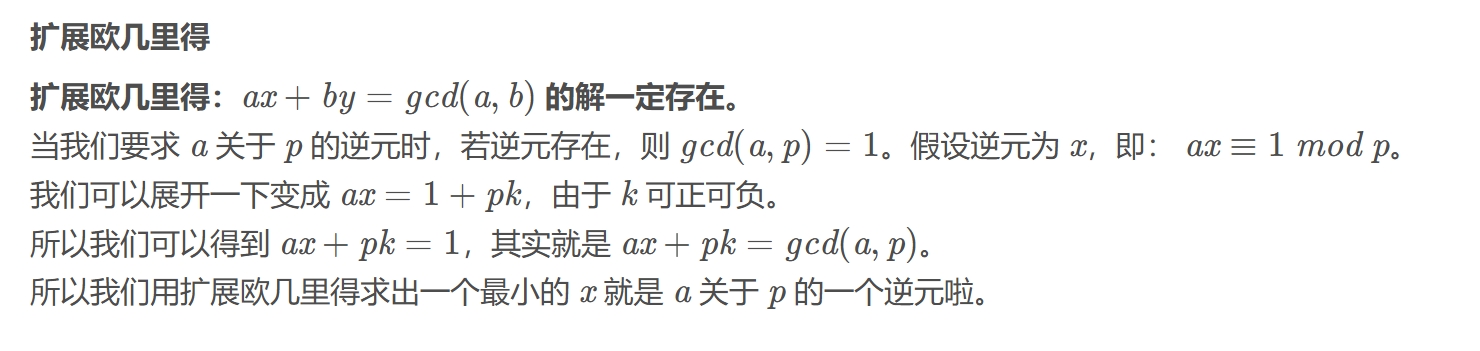 扩展欧几里得
扩展欧几里得：ax + by = gcd(a, b) 的解一定存在。
当我们要求 a 关于 p 的逆元时，若逆元存在，则 gcd(a, p) = 1。假设逆元为 x，即： ax ≡ 1 mod p。
我们可以展开一下变成 ax = 1 + pk，由于 k 可正可负。
所以我们可以得到 ax + pk = 1，其实就是 ax + pk = gcd(a, p)。
所以我们用扩展欧几里得求出一个最小的 x 就是 a 关于 p 的一个逆元啦。